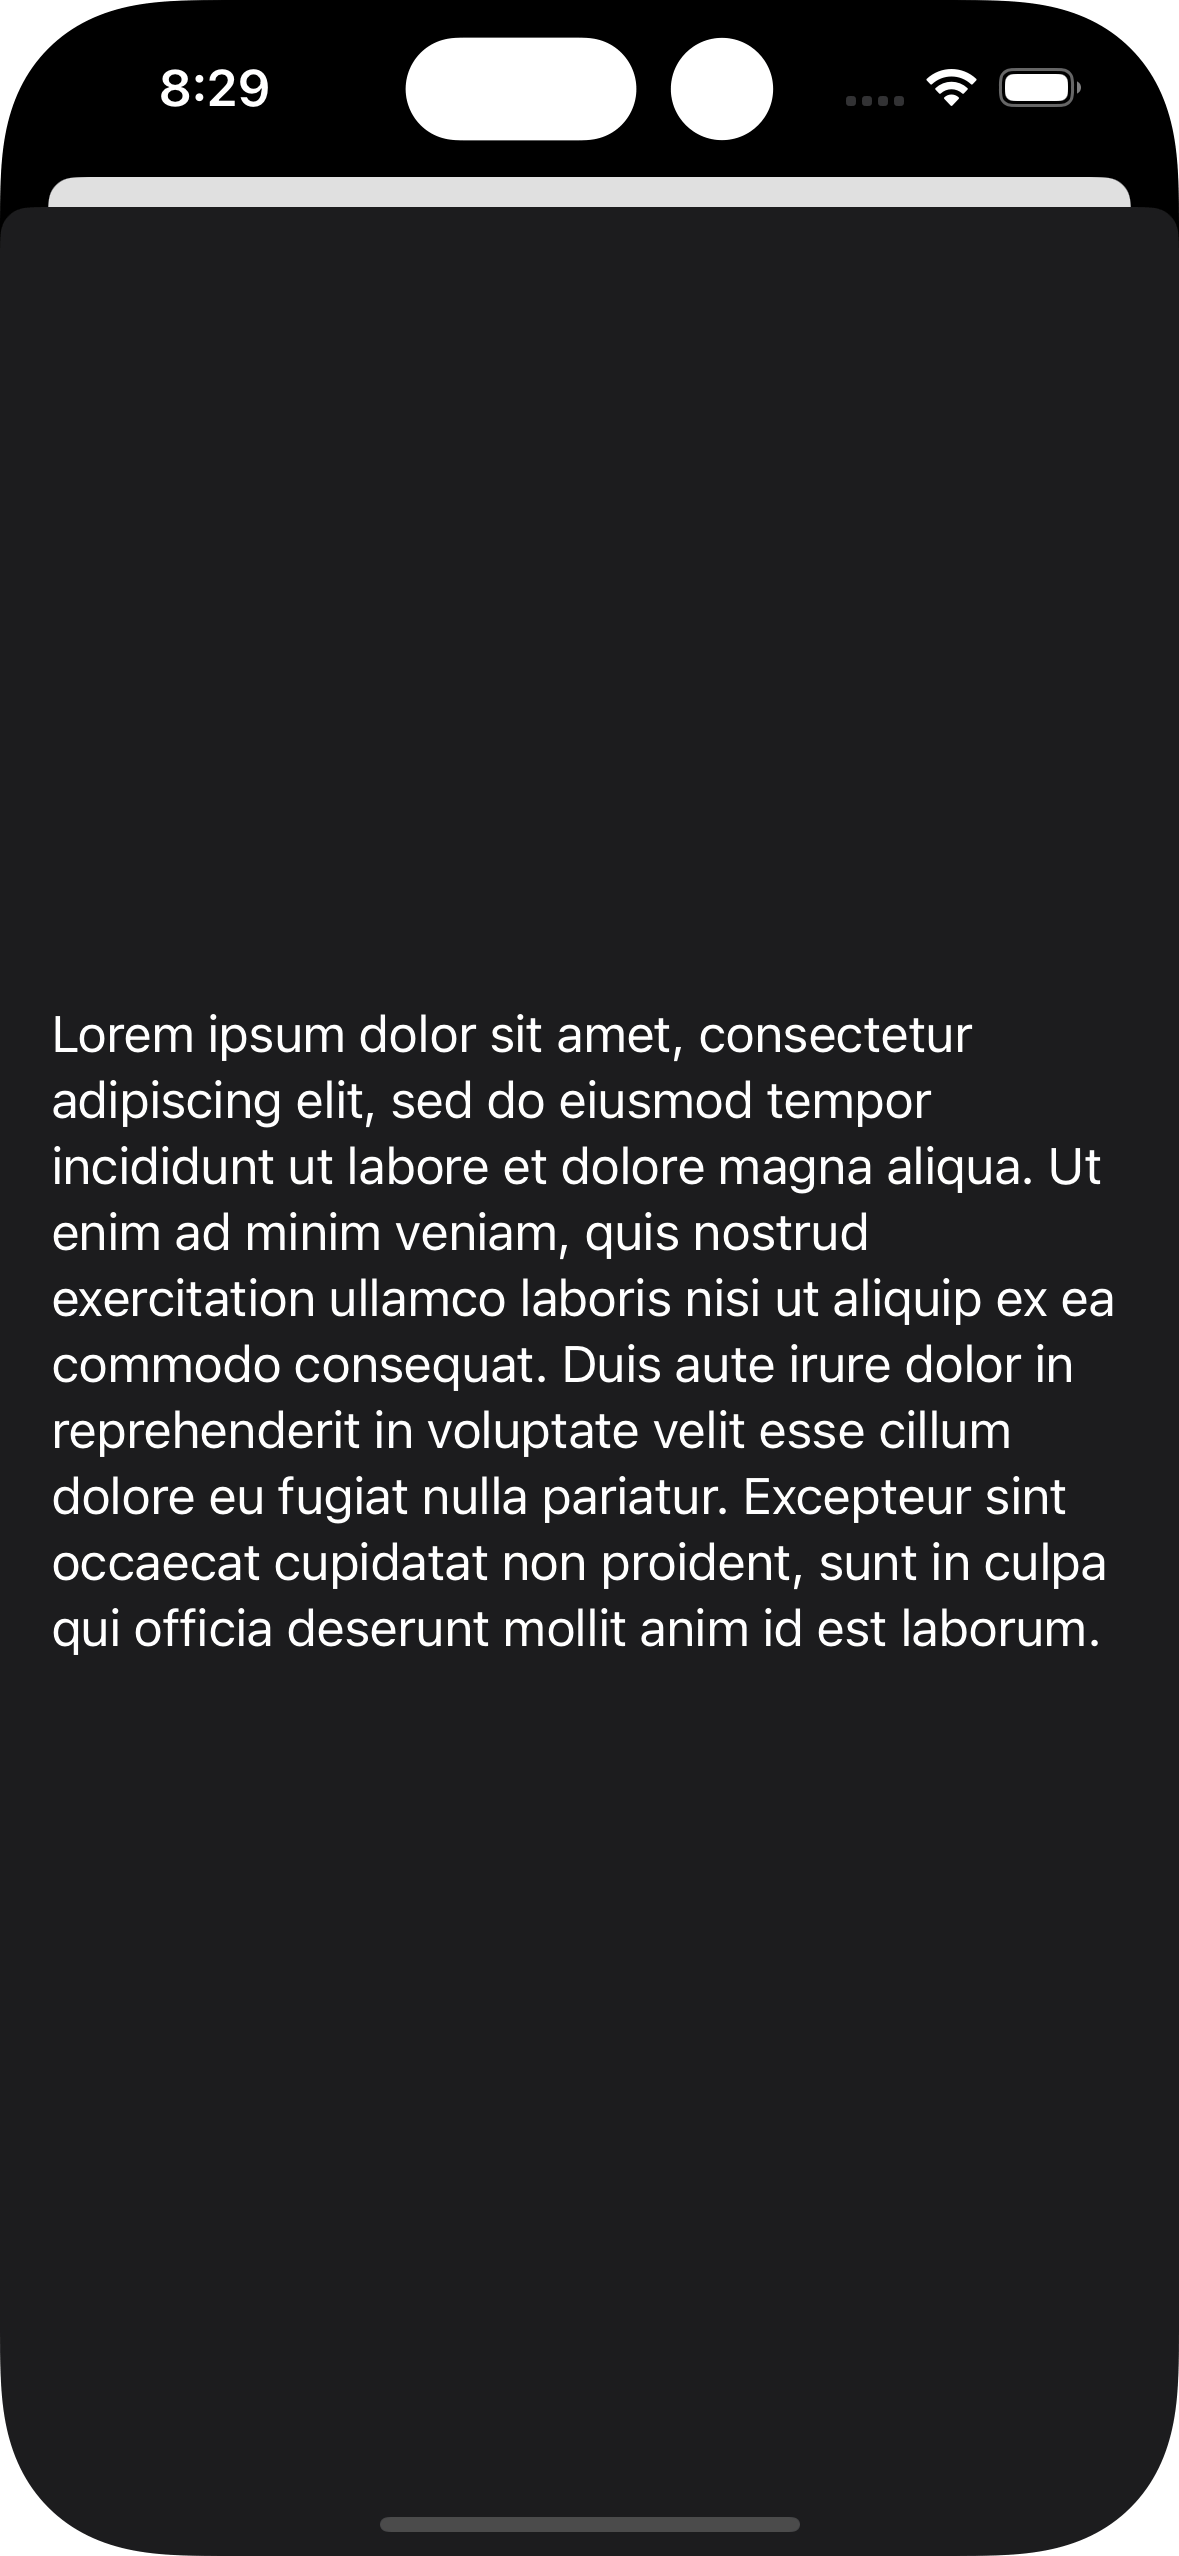 8:29
Lorem ipsum dolor sit amet, consectetur
adipiscing elit, sed do eiusmod tempor
incididunt ut labore et dolore magna aliqua. Ut
enim ad minim veniam, quis nostrud
exercitation ullamco laboris nisi ut aliquip ex ea
commodo consequat. Duis aute irure dolor in
reprehenderit in voluptate velit esse cillum
dolore eu fugiat nulla pariatur. Excepteur sint
occaecat cupidatat non proident, sunt in culpa
qui officia deserunt mollit anim id est laborum.